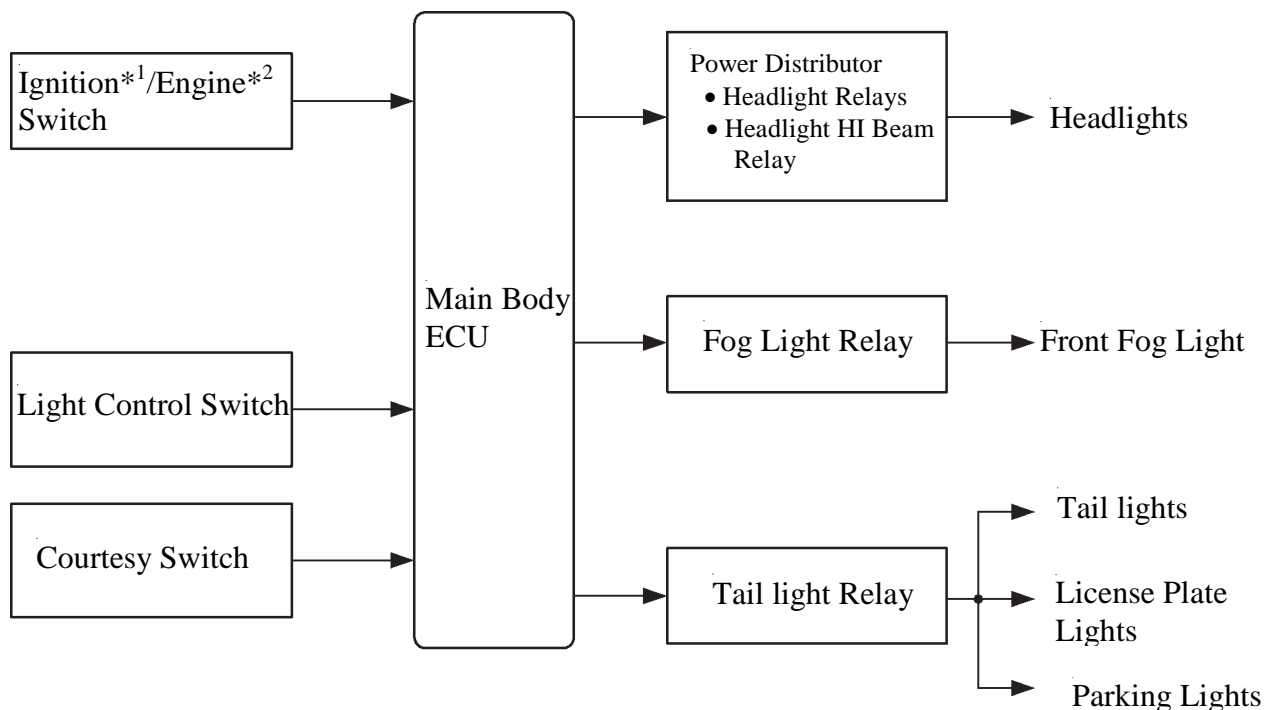 Ignition*1/Engine*2
Switch
Light Control Switch
Courtesy Switch
Main Body
ECU
Power Distributor
• Headlight Relays
• Headlight HI Beam
Relay
Headlights
Fog Light Relay
Front Fog Light
Tail light Relay
Tail lights
License Plate
Lights
Parking Lights